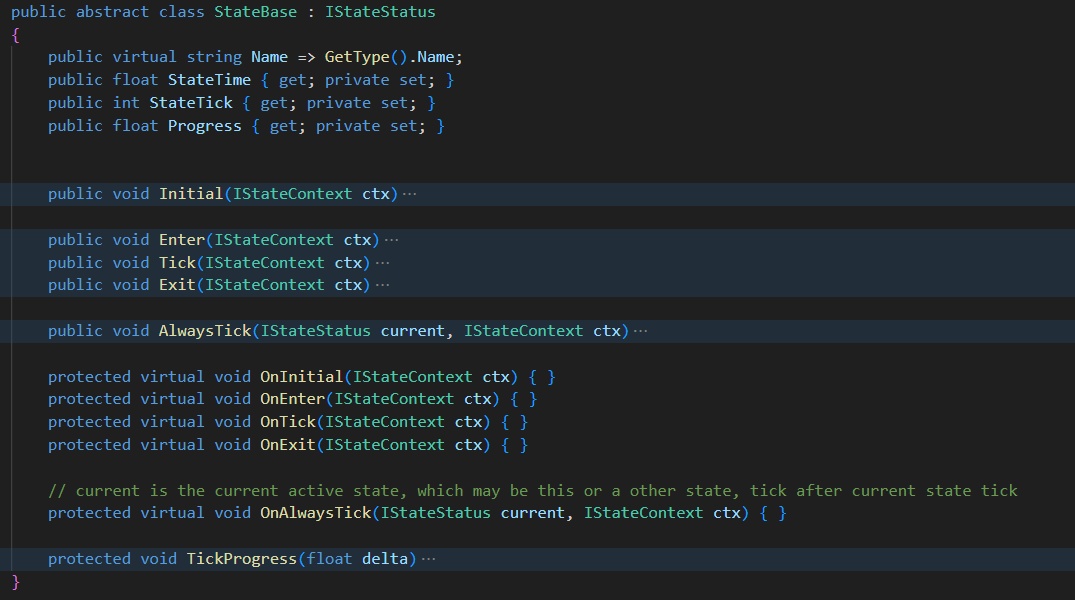 public abstract class StateBase : IStateStatus
{
    public virtual string Name => GetType().Name;
    public float StateTime { get; private set; }
    public int StateTick { get; private set; }
    public float Progress { get; private set; }
    public void Initial(IStateContext ctx)···
    public void Enter(IStateContext ctx)···
    public void Tick(IStateContext ctx)···
    public void Exit(IStateContext ctx)···
    public void AlwaysTick(IStateStatus current, IStateContext ctx)···
    protected virtual void OnInitial(IStateContext ctx) { }
    protected virtual void OnEnter(IStateContext ctx) { }
    protected virtual void OnTick(IStateContext ctx) { }
    protected virtual void OnExit(IStateContext ctx) { }
    // current is the current active state, which may be this or a other state, tick after current state tick
    protected virtual void OnAlwaysTick(IStateStatus current, IStateContext ctx) { }
    protected void TickProgress(float delta)···
}